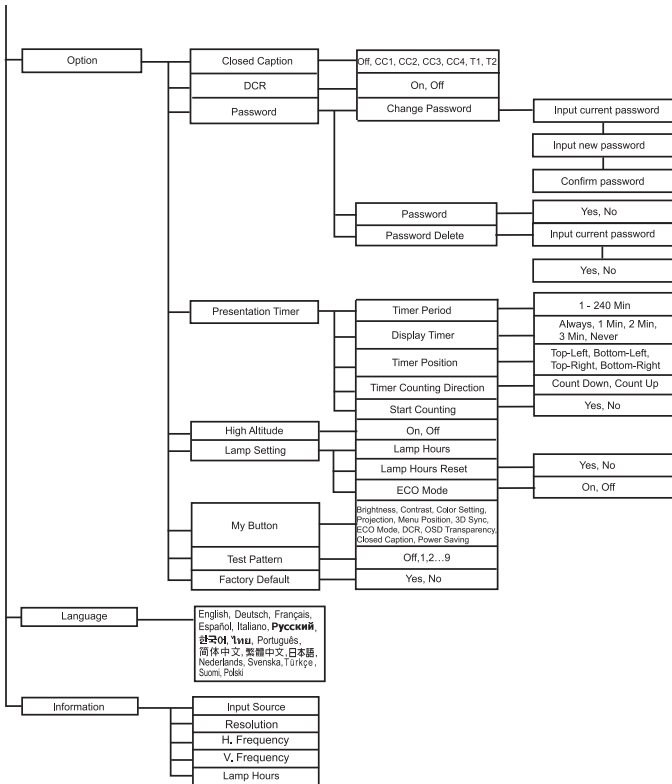 Option
Closed Caption
Off, CC1, CC2, CC3, CC4, T1, T2
DCR
On, Off
Password
Change Password
Input current password
Input new password
Confirm password
Password
Yes, No
Password Delete
Input current password
Yes, No
Presentation Timer
Timer Period
1 - 240 Min
Display Timer
Always, 1 Min, 2 Min,
3 Min, Never
Timer Position
Top-Left, Bottom-Left,
Top-Right, Bottom-Right
Timer Counting Direction
Count Down, Count Up
Start Counting
Yes, No
High Altitude
On, Off
Lamp Setting
Lamp Hours
Lamp Hours Reset
Yes, No
ECO Mode
On, Off
My Button
Brightness, Contrast, Color Setting,
Projection, Menu Position, 3D Sync,
ECO Mode, DCR, OSD Transparency,
Closed Caption, Power Saving
Test Pattern
Off,1,2...9
Factory Default
Yes, No
Language
English, Deutsch, Français,
Español, Italiano, Русский,
한국어, ไทย, Português,
简体中文, 繁體中文, 日本語,
Nederlands, Svenska, Türkçe,
Suomi, Polski
Information
Input Source
Resolution
H. Frequency
V. Frequency
Lamp Hours